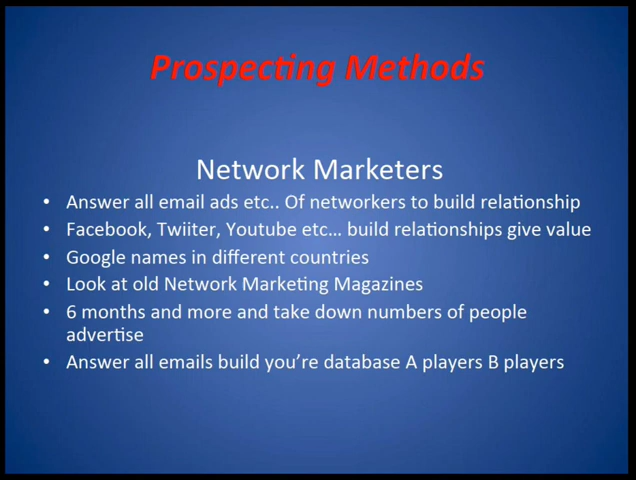 Prospecting Methods
Network Marketers
• Answer all email ads etc.. Of networkers to build relationship
• Facebook, Twiiter, Youtube etc... build relationships give value
• Google names in different countries
• Look at old Network Marketing Magazines
• 6 months and more and take down numbers of people
advertise
• Answer all emails build you're database A players B players